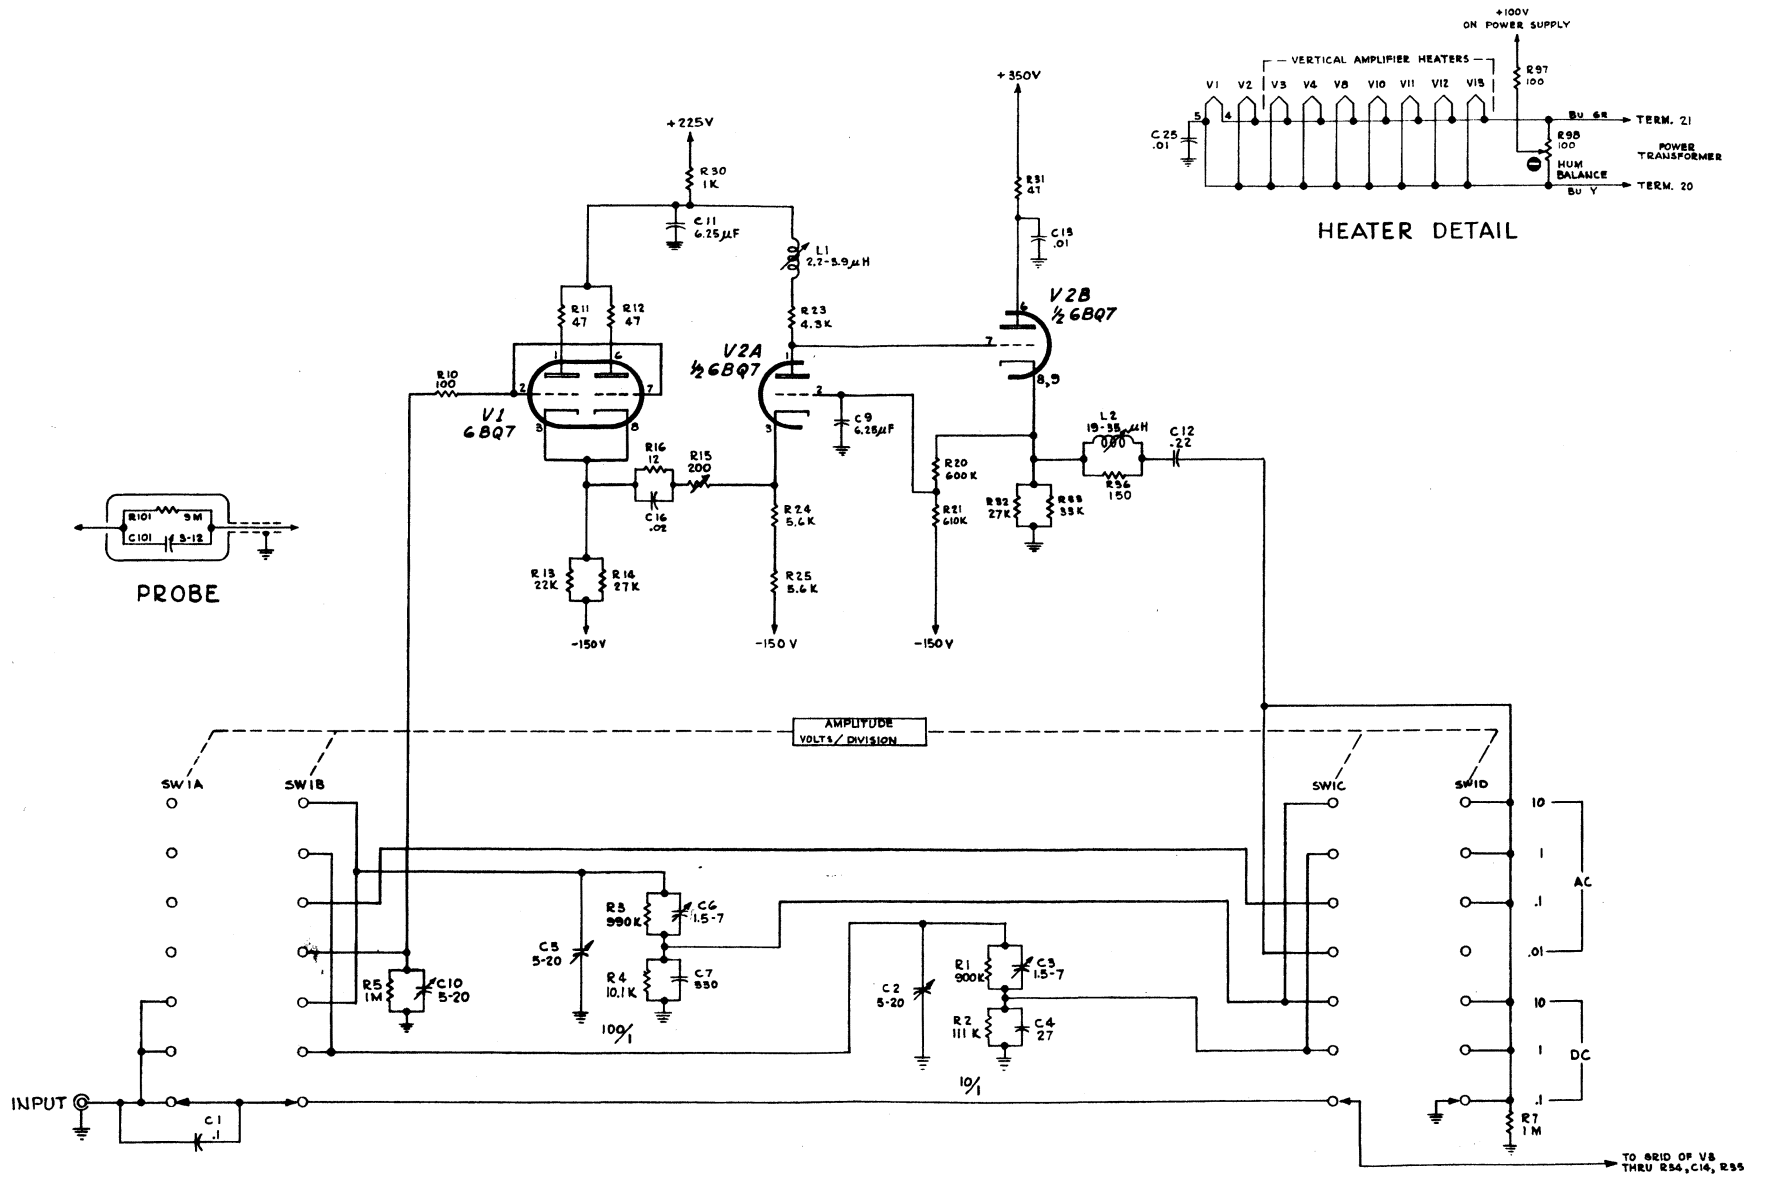 +100V
ON POWER SUPPLY
R97
100
VERTICAL AMPLIFIER HEATERS
V1 V2 V3 V4 V8 V10 V11 V12 V13
5 4
C25
.01
BU GR TERM. 21
R98
100
HUM
BALANCE
POWER
TRANSFORMER
BU Y TERM. 20
HEATER DETAIL
+350V
R31
47
C13
.01
V2B
½ 6BQ7
6
7
8,9
+225V
R30
1K
C11
6.25µF
L1
2.2-3.9µH
R11
47
R12
47
R23
4.3K
R10
100
1 6
2 7
3 8
V1
6BQ7
V2A
½ 6BQ7
1
2
3
C9
6.25µF
R16
12
C16
.02
R15
200
R24
5.6K
R25
5.6K
R20
600K
R21
610K
R32
27K
R33
33K
L2
19-35 µH
R36
150
C12
.22
R13
22K
R14
27K
-150V
-150V
-150V
R101 9M
C101 3-12
PROBE
AMPLITUDE
VOLTS/DIVISION
SW1A SW1B SW1C SW1D
10
1
.1
.01
AC
10
1
.1
DC
R5
1M
C10
5-20
C5
5-20
R3
990K
C6
1.5-7
R4
10.1K
C7
330
100/1
C2
5-20
R1
900K
C3
1.5-7
R2
111 K
C4
27
10/1
INPUT
C1
.1
R7
1M
TO GRID OF V3
THRU R34, C14, R35